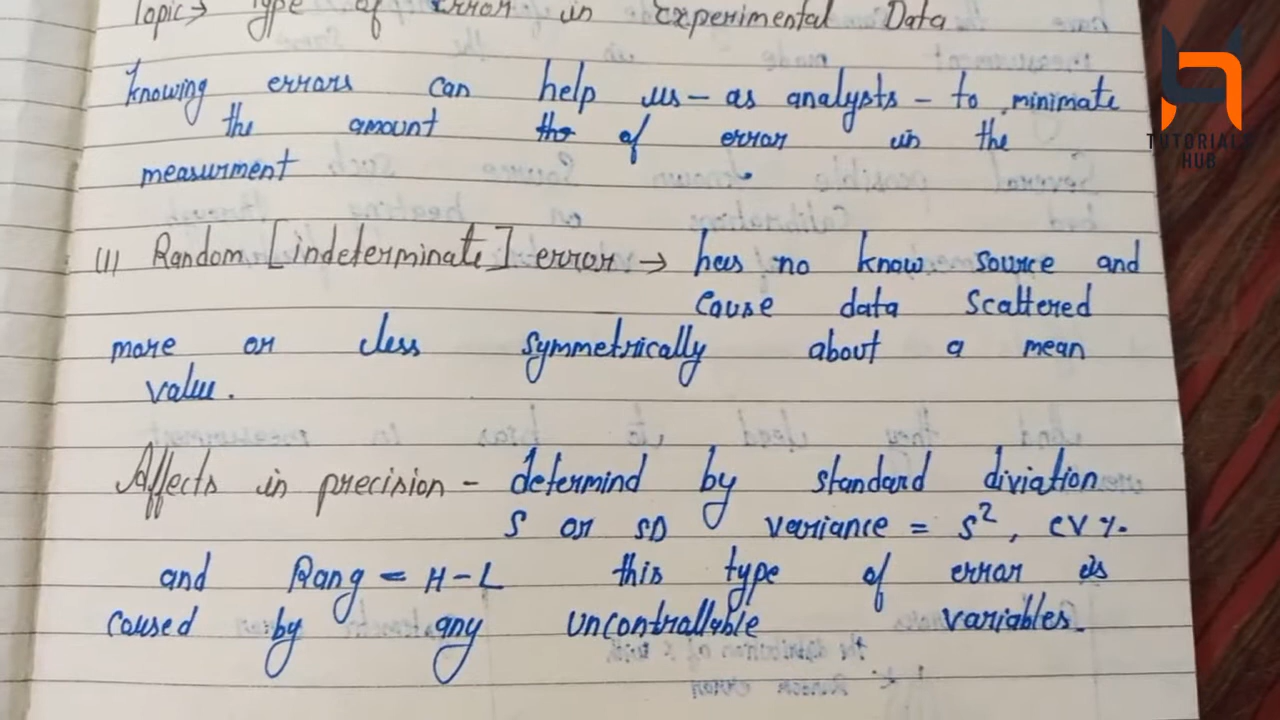 Topic → Type of Error in Experimental Data
Knowing errors can help us - as analysts - to minimate
the amount of error in the
measurment
(1) Random [indeterminate] error → has no know source and
cause data scattered
more or less symmetrically about a mean
value.
Affects in precision - determind by standard diviation
S or SD variance = S², CV%.
and Rang = H-L this type of error is
caused by any uncontrallable variables.
TUTORIALS
HUB